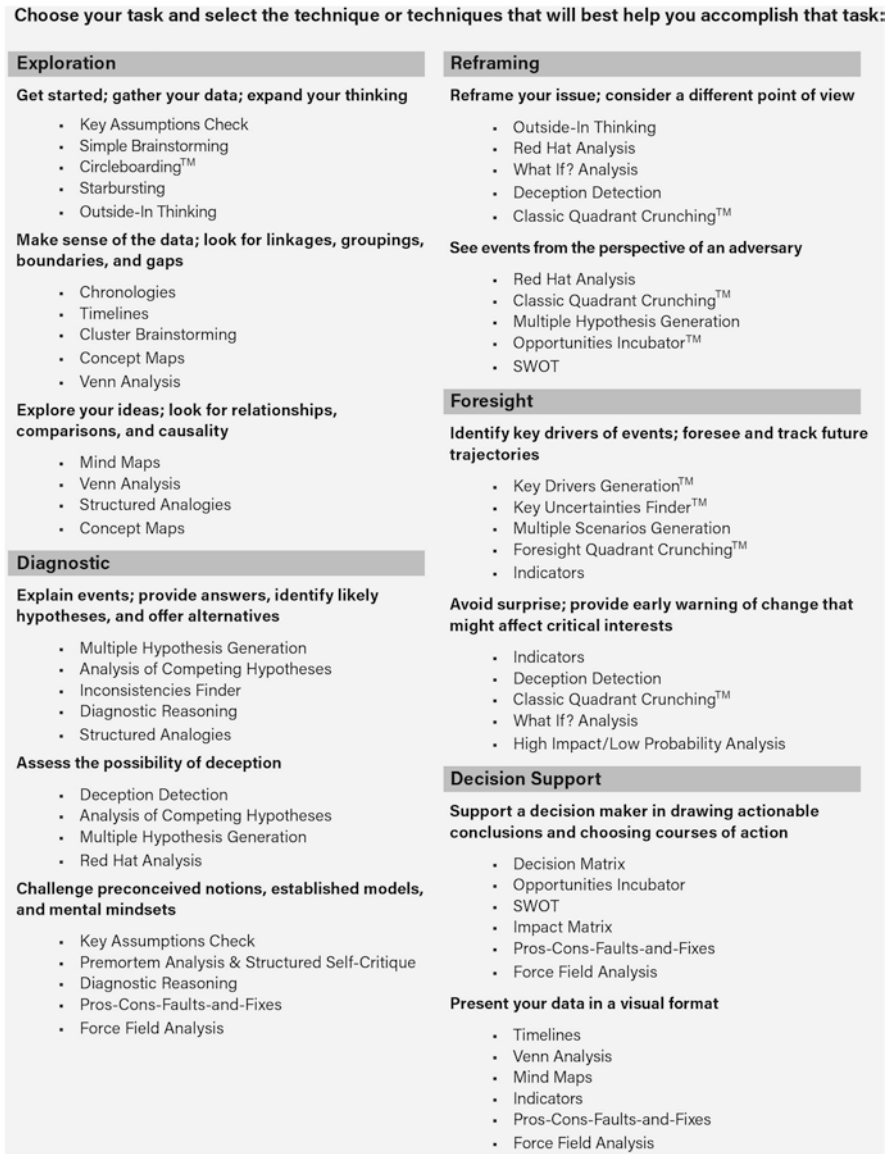 Choose your task and select the technique or techniques that will best help you accomplish that task:
Exploration
Get started; gather your data; expand your thinking
▪ Key Assumptions Check
▪ Simple Brainstorming
▪ Circleboarding™
▪ Starbursting
▪ Outside-In Thinking
Make sense of the data; look for linkages, groupings,
boundaries, and gaps
▪ Chronologies
▪ Timelines
▪ Cluster Brainstorming
▪ Concept Maps
▪ Venn Analysis
Explore your ideas; look for relationships,
comparisons, and causality
▪ Mind Maps
▪ Venn Analysis
▪ Structured Analogies
▪ Concept Maps
Diagnostic
Explain events; provide answers, identify likely
hypotheses, and offer alternatives
▪ Multiple Hypothesis Generation
▪ Analysis of Competing Hypotheses
▪ Inconsistencies Finder
▪ Diagnostic Reasoning
▪ Structured Analogies
Assess the possibility of deception
▪ Deception Detection
▪ Analysis of Competing Hypotheses
▪ Multiple Hypothesis Generation
▪ Red Hat Analysis
Challenge preconceived notions, established models,
and mental mindsets
▪ Key Assumptions Check
▪ Premortem Analysis & Structured Self-Critique
▪ Diagnostic Reasoning
▪ Pros-Cons-Faults-and-Fixes
▪ Force Field Analysis
Reframing
Reframe your issue; consider a different point of view
▪ Outside-In Thinking
▪ Red Hat Analysis
▪ What If? Analysis
▪ Deception Detection
▪ Classic Quadrant Crunching™
See events from the perspective of an adversary
▪ Red Hat Analysis
▪ Classic Quadrant Crunching™
▪ Multiple Hypothesis Generation
▪ Opportunities Incubator™
▪ SWOT
Foresight
Identify key drivers of events; foresee and track future
trajectories
▪ Key Drivers Generation™
▪ Key Uncertainties Finder™
▪ Multiple Scenarios Generation
▪ Foresight Quadrant Crunching™
▪ Indicators
Avoid surprise; provide early warning of change that
might affect critical interests
▪ Indicators
▪ Deception Detection
▪ Classic Quadrant Crunching™
▪ What If? Analysis
▪ High Impact/Low Probability Analysis
Decision Support
Support a decision maker in drawing actionable
conclusions and choosing courses of action
▪ Decision Matrix
▪ Opportunities Incubator
▪ SWOT
▪ Impact Matrix
▪ Pros-Cons-Faults-and-Fixes
▪ Force Field Analysis
Present your data in a visual format
▪ Timelines
▪ Venn Analysis
▪ Mind Maps
▪ Indicators
▪ Pros-Cons-Faults-and-Fixes
▪ Force Field Analysis